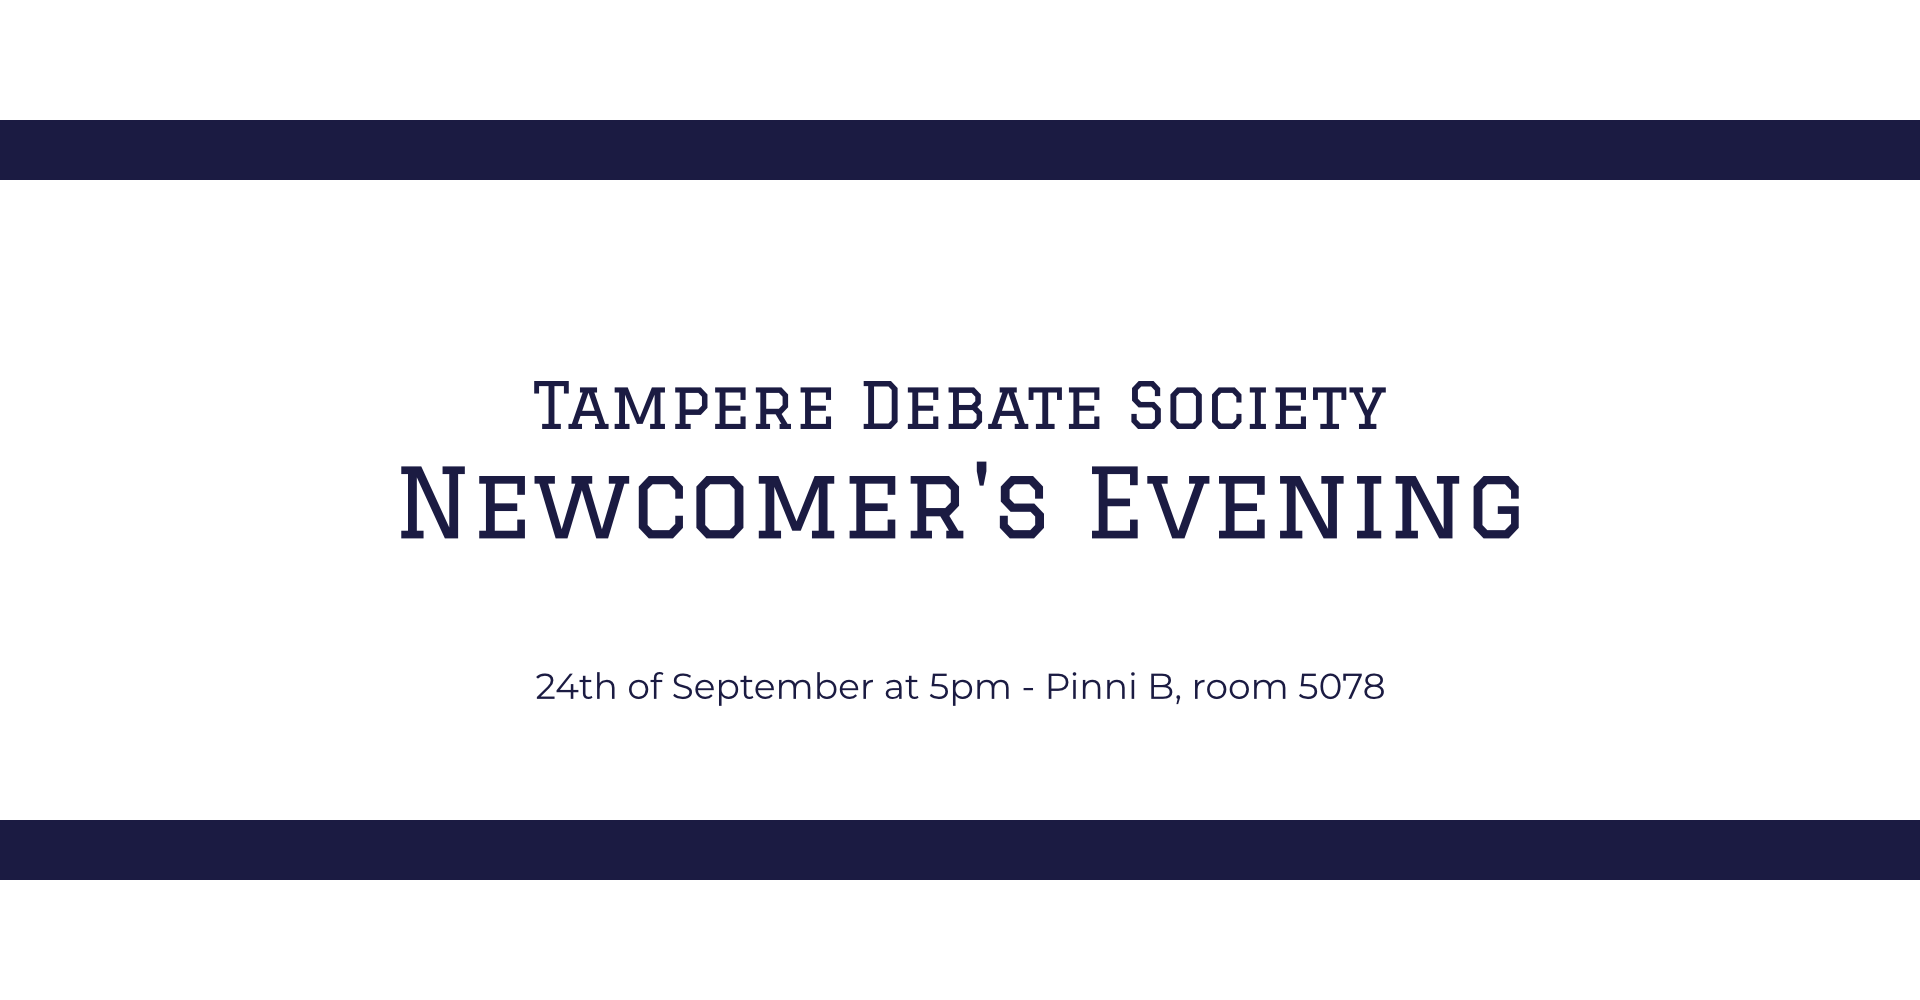 Tampere Debate Society
Newcomer's Evening
24th of September at 5pm - Pinni B, room 5078